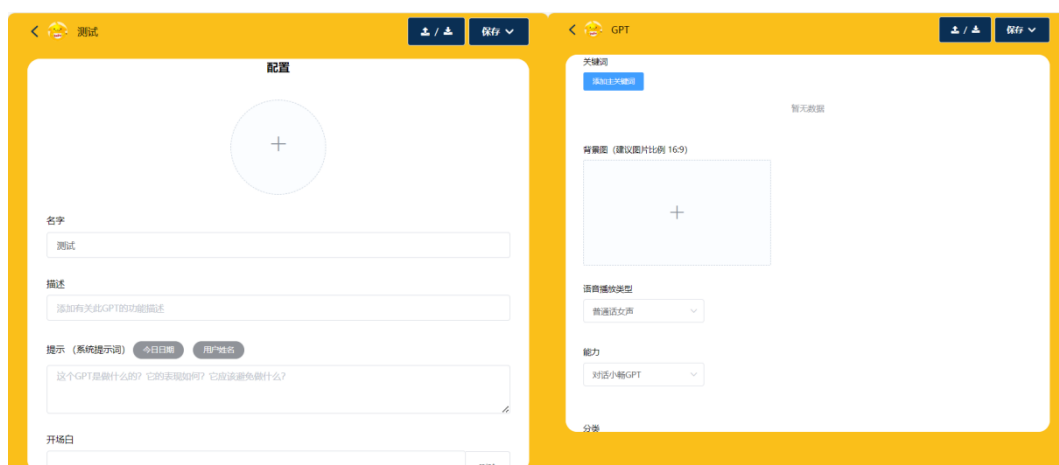 测试
/
保存
配置
名字
测试
描述
添加有关此GPT的功能描述
提示 （系统提示词） 今日日期 用户姓名
这个GPT是做什么的？它的表现如何？它应该避免做什么？
开场白
GPT
/
保存
关键词
添加主关键词
暂无数据
背景图（建议图片比例 16:9）
语音播放类型
普通话女声
能力
对话小畅GPT
分类